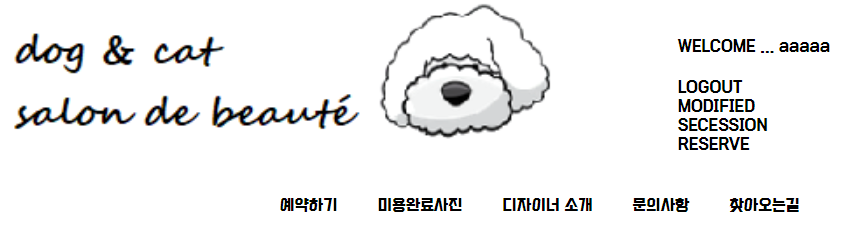 dog & cat
salon de beauté
WELCOME ... aaaaa
LOGOUT
MODIFIED
SECESSION
RESERVE
예약하기 미용완료사진 디자이너 소개 문의사항 찾아오는길